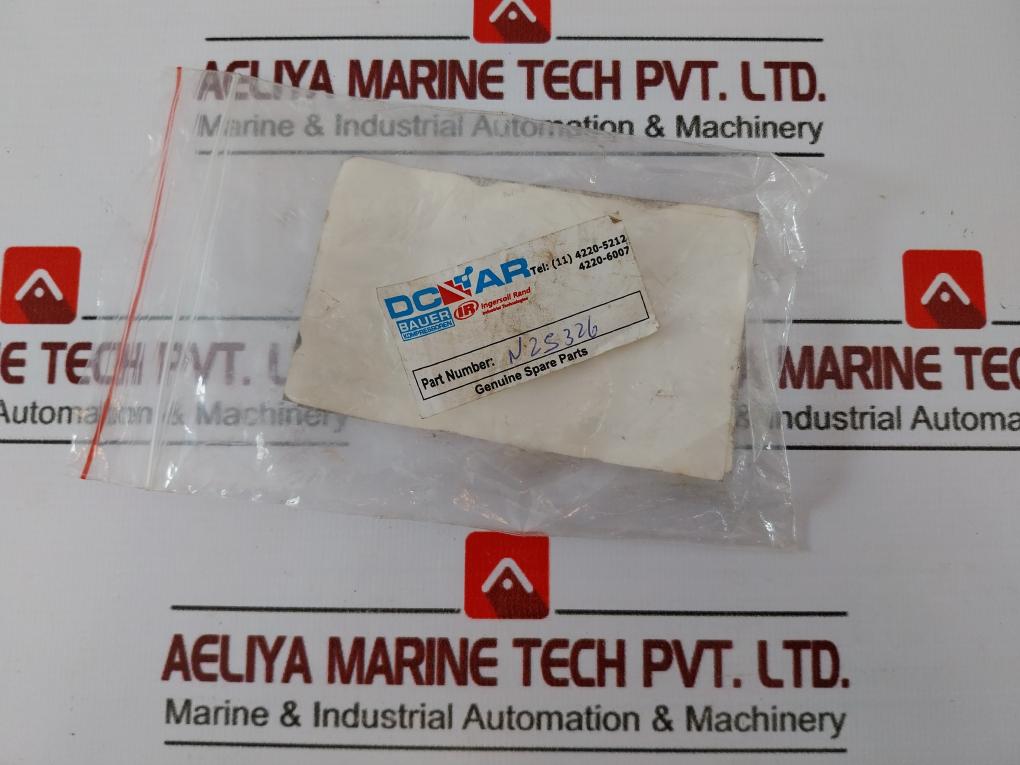 AELIYA MARINE TECH PVT. LTD.
Marine & Industrial Automation & Machinery
DC AR
Tel: (11) 4220-5212
4220-6007
BAUER
KOMPRESSOREN
IR
Ingersoll Rand
Industrial Technologies
Part Number: N25326
Genuine Spare Parts
E TECH PVT. L
Automation & Machinery
MARINE TEC
& Industrial Automa
AELIYA MARINE TECH PVT. LTD.
Marine & Industrial Automation & Machinery